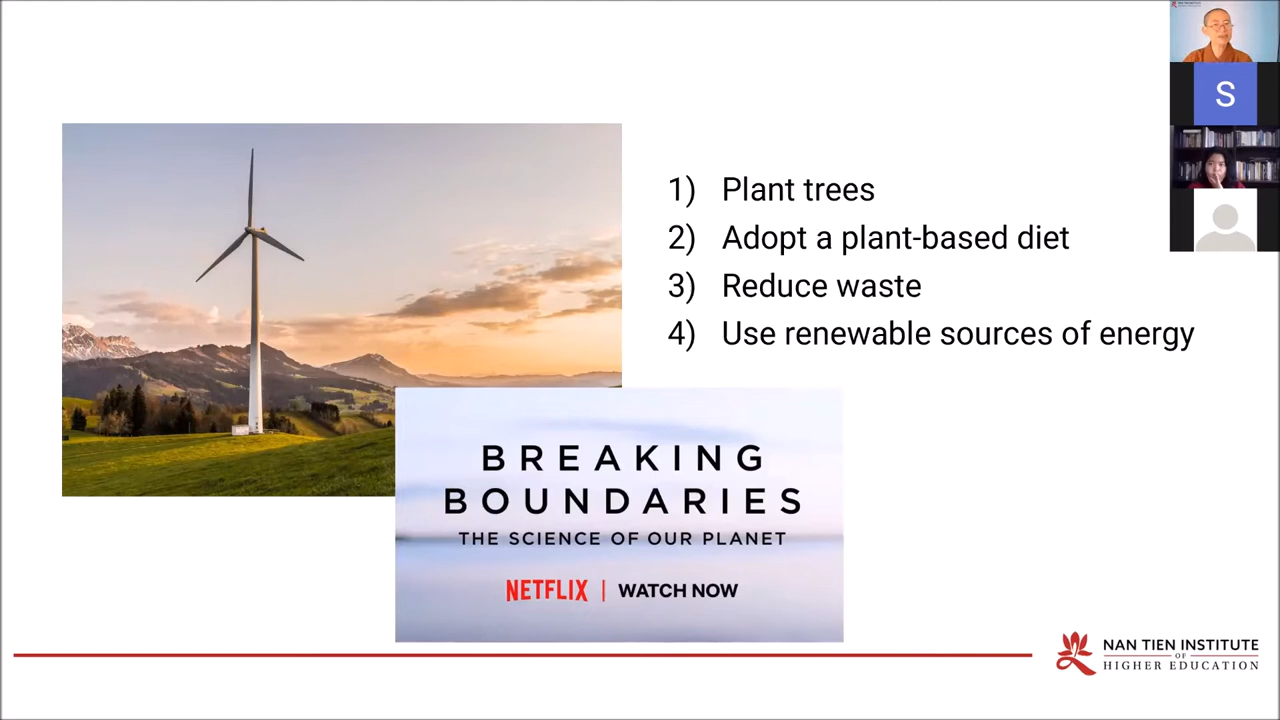 1) Plant trees
2) Adopt a plant-based diet
3) Reduce waste
4) Use renewable sources of energy
S
BREAKING
BOUNDARIES
THE SCIENCE OF OUR PLANET
NETFLIX | WATCH NOW
NAN TIEN INSTITUTE
OF
HIGHER EDUCATION